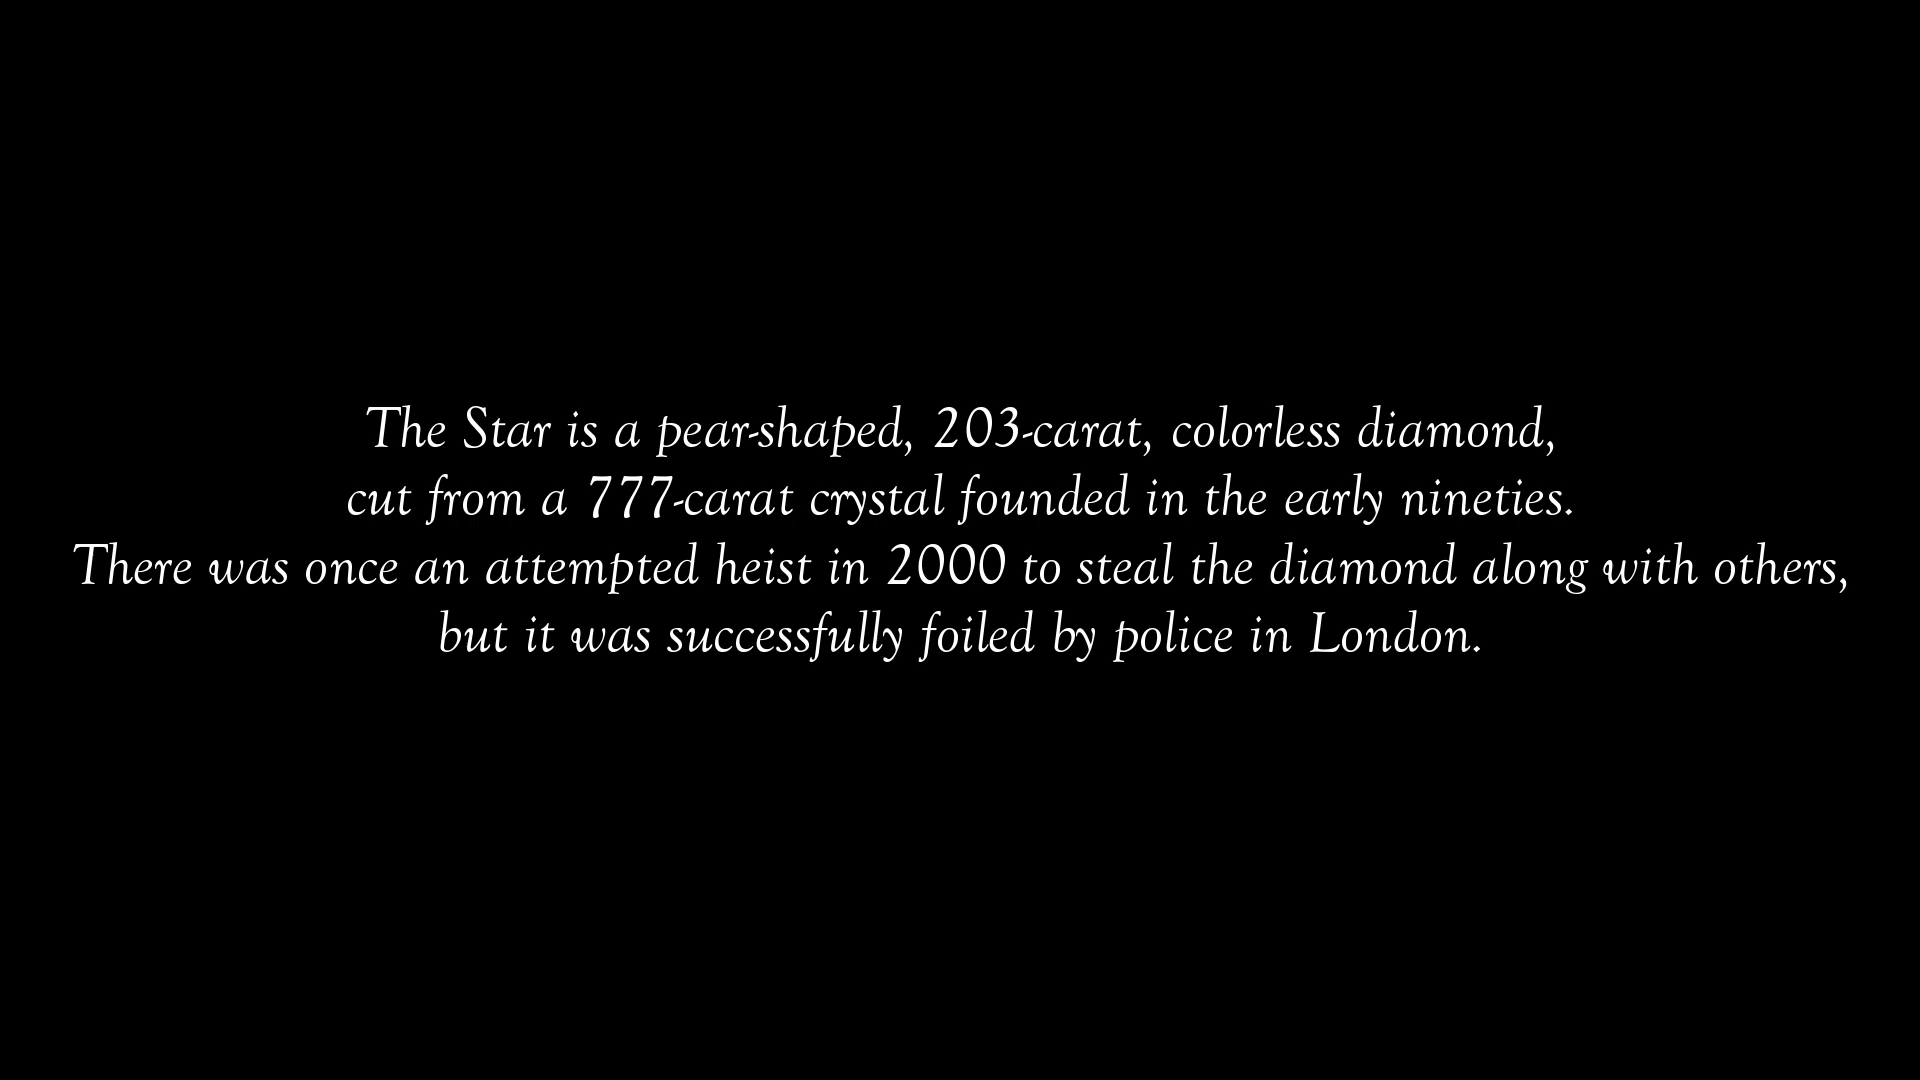 The Star is a pear-shaped, 203-carat, colorless diamond,
cut from a 777-carat crystal founded in the early nineties.
There was once an attempted heist in 2000 to steal the diamond along with others,
but it was successfully foiled by police in London.